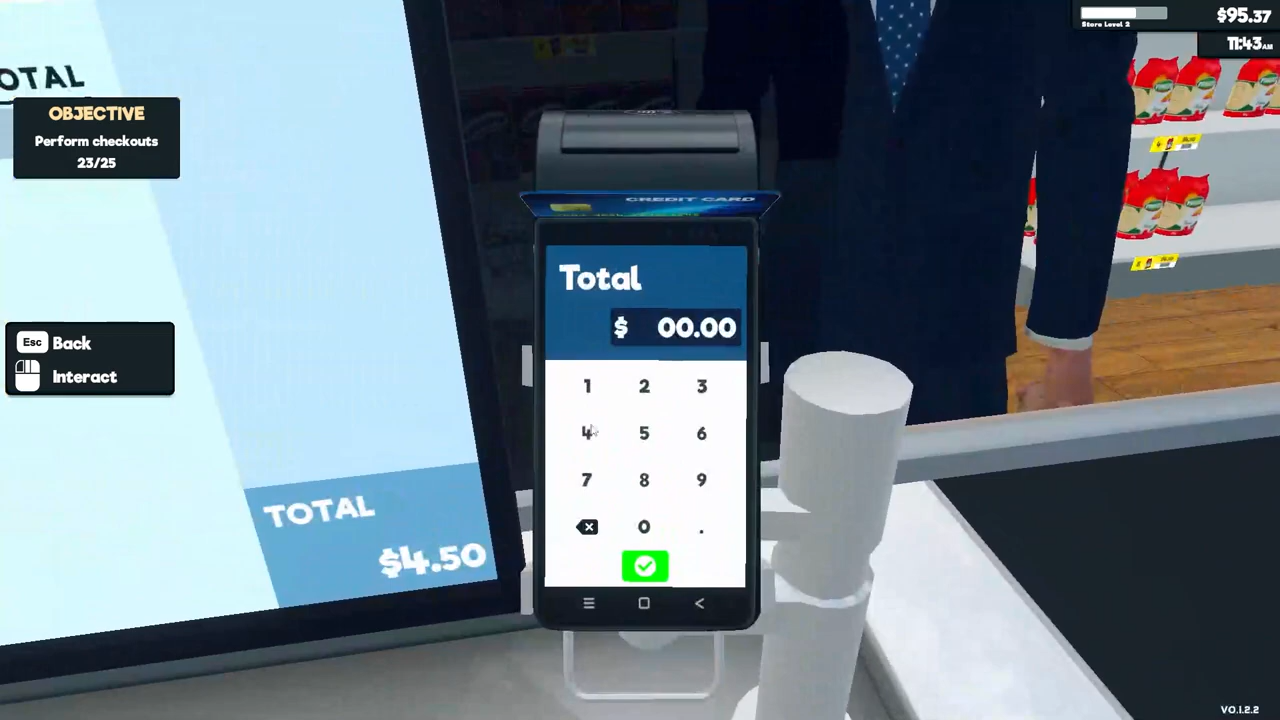 $95.37
Store Level 2
11:43AM
OTAL
OBJECTIVE
Perform checkouts
23/25
CREDIT CARD
Total
$ 00.00
Esc Back
Interact
1 2 3
4 5 6
7 8 9
0 .
TOTAL
$4.50
V0.1.2.2